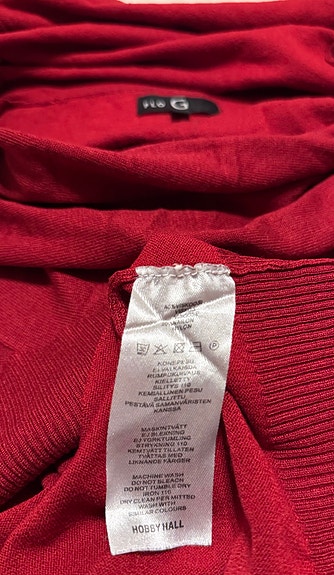 G
KONEPESU
EI VALKAISUA
RUMPUKUIVAUS
KIELLETTY
SILITYS 110
KEMIALLINEN PESU
SALLITTU
PESTÄVÄ SAMANVÄRISTEN
KANSSA
MASKINTVÄTT
EJ BLEKNING
EJ TORKTUMLING
STRYKNING 110
KEMTVÄTT TILLÅTEN
TVÄTTAS MED
LIKNANDE FÄRGER
MACHINE WASH
DO NOT BLEACH
DO NOT TUMBLE DRY
IRON 110
DRY CLEAN PERMITTED
WASH WITH
SIMILAR COLOURS
HOBBY HALL